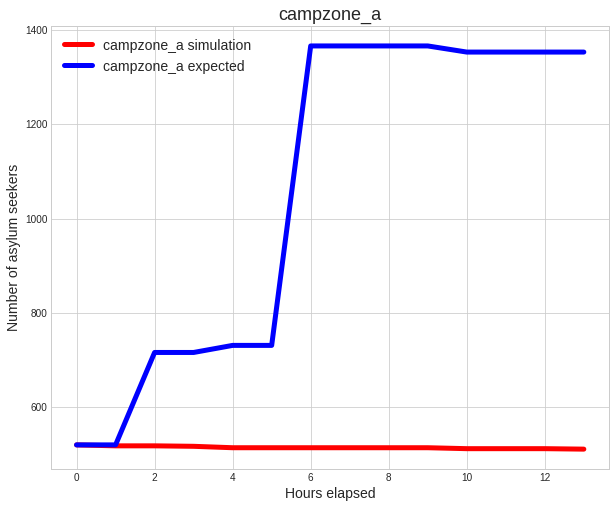 campzone_a
campzone_a simulation
campzone_a expected
Number of asylum seekers
1400
1200
1000
800
600
0 2 4 6 8 10 12
Hours elapsed